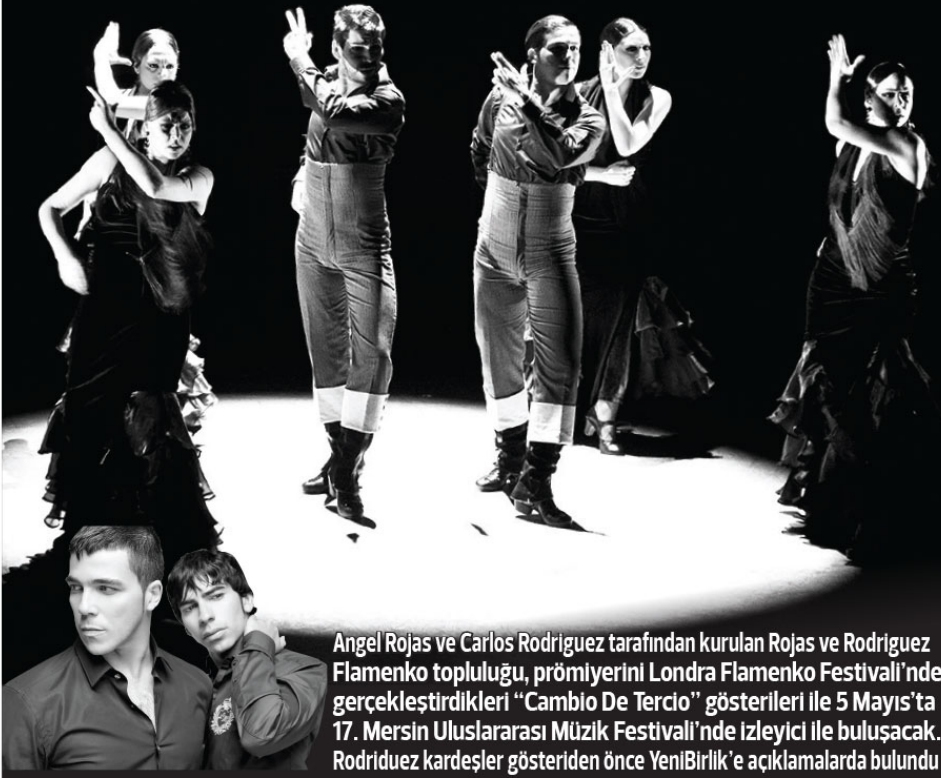 Angel Rojas ve Carlos Rodriguez tarafından kurulan Rojas ve Rodriguez
Flamenko topluluğu, prömiyerini Londra Flamenko Festivali’nde
gerçekleştirdikleri “Cambio De Tercio” gösterileri ile 5 Mayıs’ta
17. Mersin Uluslararası Müzik Festivali’nde izleyici ile buluşacak.
Rodriduez kardeşler gösteriden önce YeniBirlik’e açıklamalarda bulundu